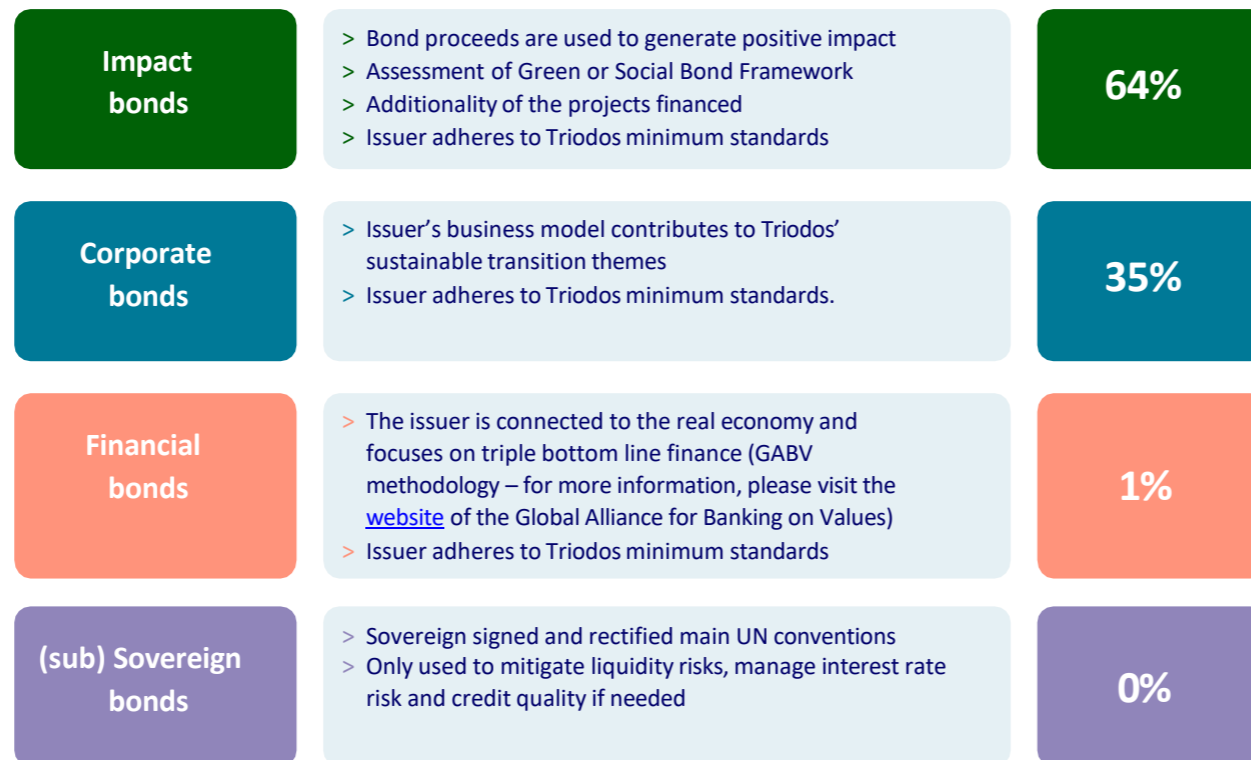 Impact
bonds
> Bond proceeds are used to generate positive impact
> Assessment of Green or Social Bond Framework
> Additionality of the projects financed
> Issuer adheres to Triodos minimum standards
64%
Corporate
bonds
> Issuer’s business model contributes to Triodos’
sustainable transition themes
> Issuer adheres to Triodos minimum standards.
35%
Financial
bonds
> The issuer is connected to the real economy and
focuses on triple bottom line finance (GABV
methodology – for more information, please visit the
website of the Global Alliance for Banking on Values)
> Issuer adheres to Triodos minimum standards
1%
(sub) Sovereign
bonds
> Sovereign signed and rectified main UN conventions
> Only used to mitigate liquidity risks, manage interest rate
risk and credit quality if needed
0%